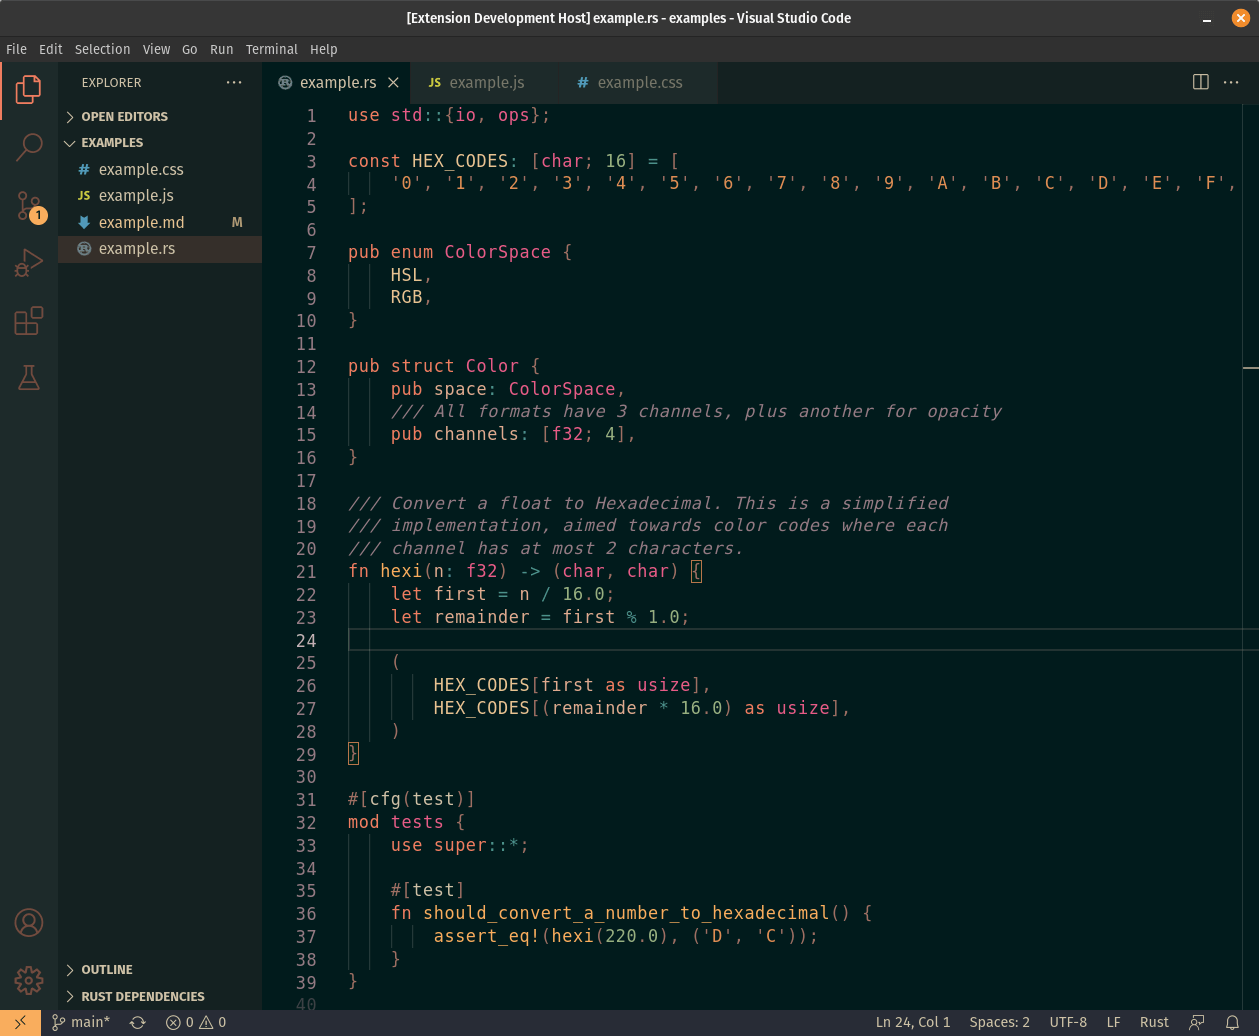 [Extension Development Host] example.rs - examples - Visual Studio Code
File Edit Selection View Go Run Terminal Help
EXPLORER
OPEN EDITORS
EXAMPLES
# example.css
JS example.js
example.md M
example.rs
1
OUTLINE
RUST DEPENDENCIES
example.rs JS example.js # example.css
1 use std::{io, ops};
2
3 const HEX_CODES: [char; 16] = [
4     '0', '1', '2', '3', '4', '5', '6', '7', '8', '9', 'A', 'B', 'C', 'D', 'E', 'F',
5 ];
6
7 pub enum ColorSpace {
8     HSL,
9     RGB,
10 }
11
12 pub struct Color {
13     pub space: ColorSpace,
14     /// All formats have 3 channels, plus another for opacity
15     pub channels: [f32; 4],
16 }
17
18 /// Convert a float to Hexadecimal. This is a simplified
19 /// implementation, aimed towards color codes where each
20 /// channel has at most 2 characters.
21 fn hexi(n: f32) -> (char, char) {
22     let first = n / 16.0;
23     let remainder = first % 1.0;
24
25     (
26         HEX_CODES[first as usize],
27         HEX_CODES[(remainder * 16.0) as usize],
28     )
29 }
30
31 #[cfg(test)]
32 mod tests {
33     use super::*;
34
35     #[test]
36     fn should_convert_a_number_to_hexadecimal() {
37         assert_eq!(hexi(220.0), ('D', 'C'));
38     }
39 }
40
main* 0 0 Ln 24, Col 1 Spaces: 2 UTF-8 LF Rust